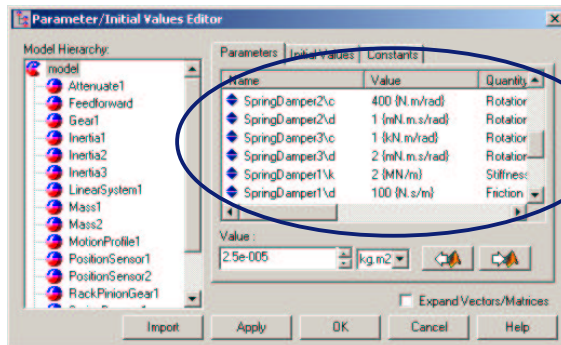 Parameter/Initial Values Editor
Model Hierarchy:
model
Attenuate1
Feedforward
Gear1
Inertia1
Inertia2
Inertia3
LinearSystem1
Mass1
Mass2
MotionProfile1
PositionSensor1
PositionSensor2
RackPinionGear1
Parameters Initial Values Constants
Name Value Quantity
SpringDamper2\c 400 {N.m/rad} Rotation
SpringDamper2\d 1 {mN.m.s/rad} Rotation
SpringDamper3\c 1 {kN.m/rad} Rotation
SpringDamper3\d 2 {mN.m.s/rad} Rotation
SpringDamper1\k 2 {MN/m} Stiffness
SpringDamper1\d 100 {N.s/m} Friction
Value :
2.5e-005 kg.m2
Expand Vectors/Matrices
Import Apply OK Cancel Help